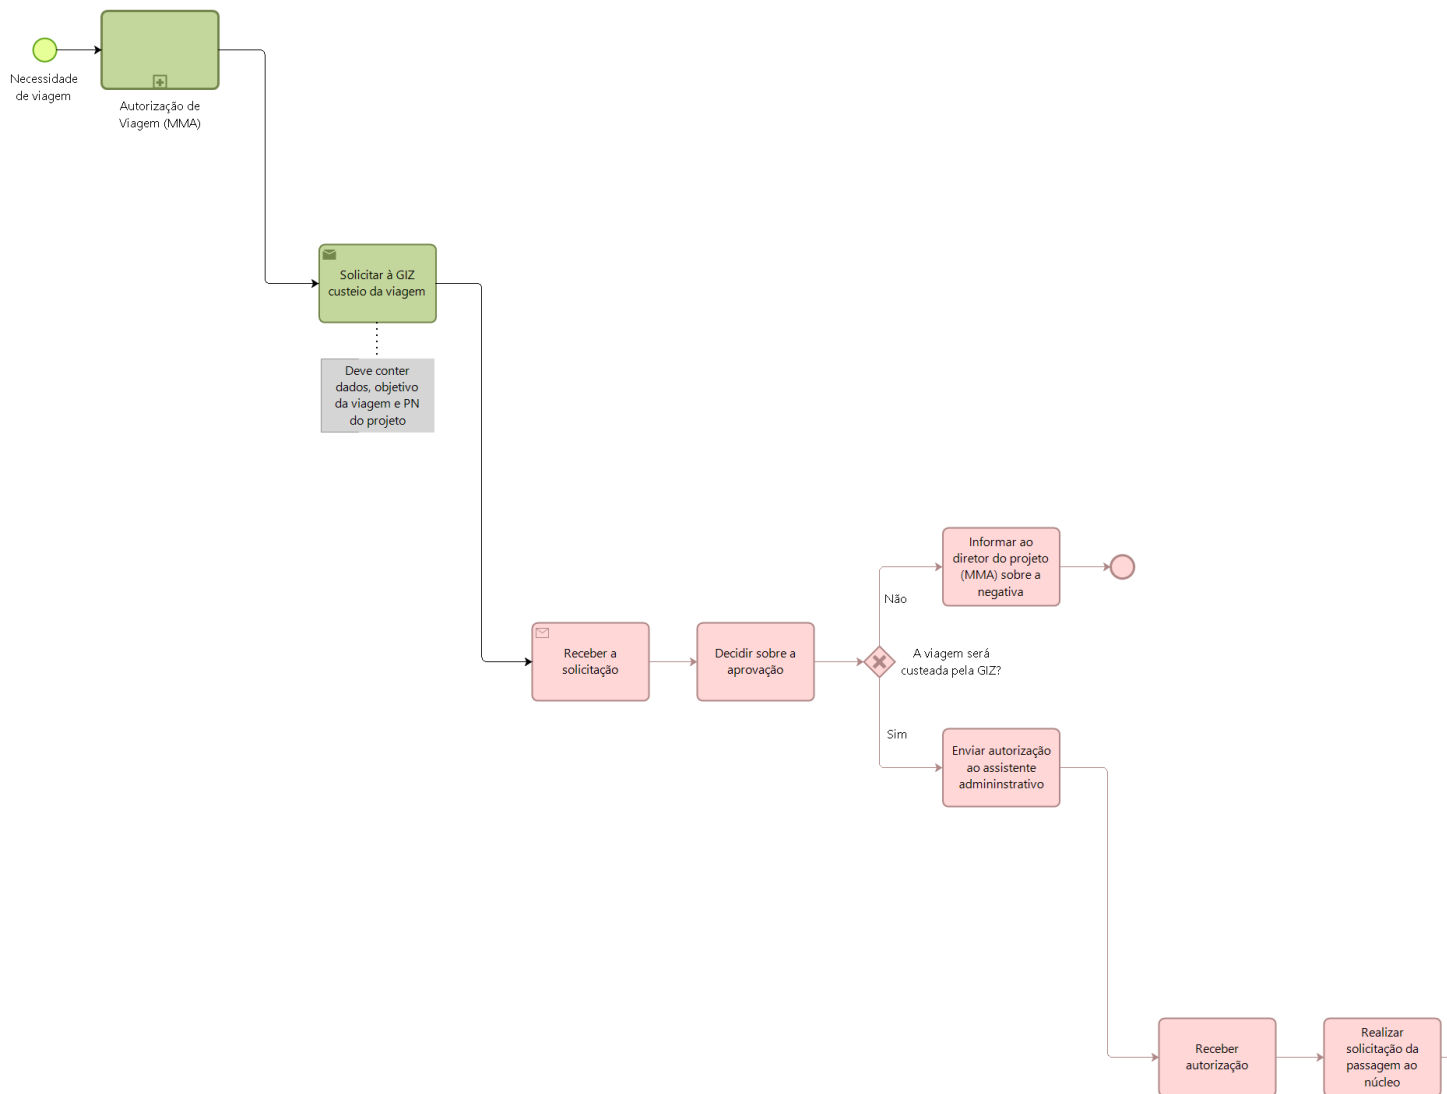 Necessidade
de viagem
Autorização de
Viagem (MMA)
Solicitar à GIZ
custeio da viagem
Deve conter
dados, objetivo
da viagem e PN
do projeto
Receber a
solicitação
Decidir sobre a
aprovação
A viagem será
custeada pela GIZ?
Não
Informar ao
diretor do projeto
(MMA) sobre a
negativa
Sim
Enviar autorização
ao assistente
admininstrativo
Receber
autorização
Realizar
solicitação da
passagem ao
núcleo